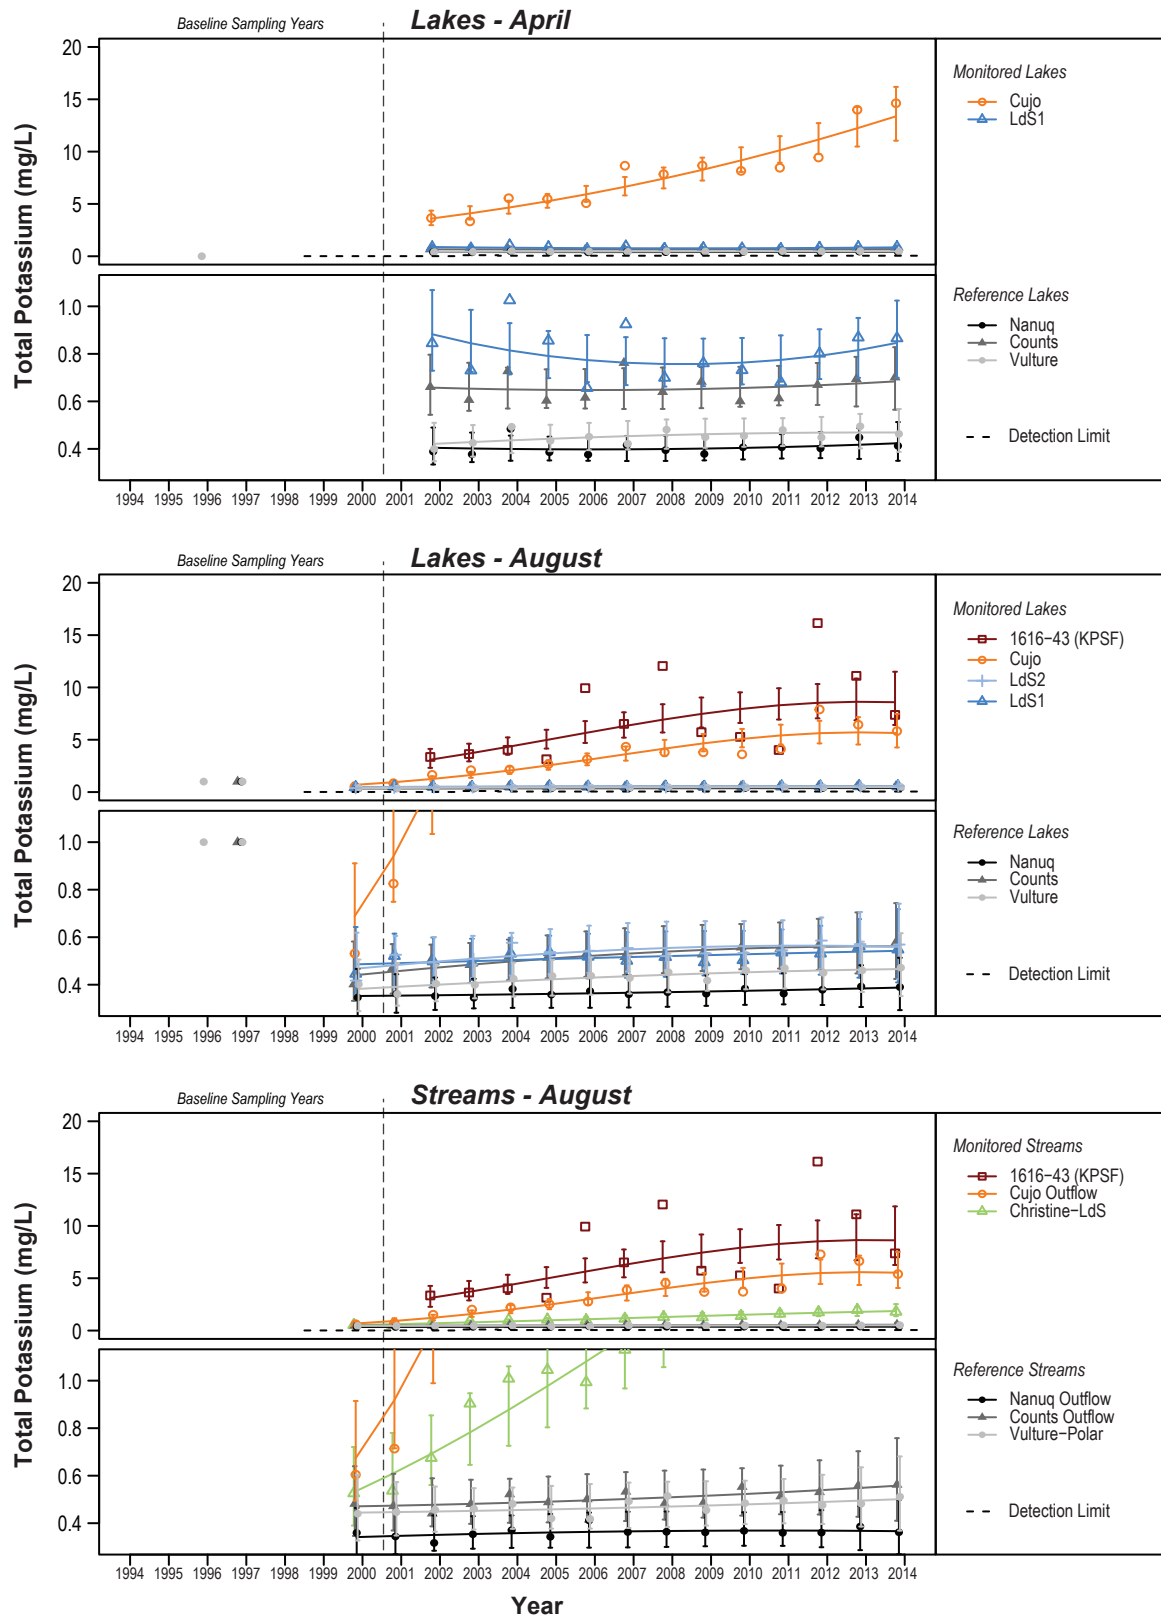 Baseline Sampling Years
Lakes - April
Total Potassium (mg/L)
20
15
10
5
0
Monitored Lakes
Cujo
LdS1
Total Potassium (mg/L)
1.0
0.8
0.6
0.4
Reference Lakes
Nanuq
Counts
Vulture
Detection Limit
1994 1995 1996 1997 1998 1999 2000 2001 2002 2003 2004 2005 2006 2007 2008 2009 2010 2011 2012 2013 2014
Baseline Sampling Years
Lakes - August
Total Potassium (mg/L)
20
15
10
5
0
Monitored Lakes
1616−43 (KPSF)
Cujo
LdS2
LdS1
Total Potassium (mg/L)
1.0
0.8
0.6
0.4
Reference Lakes
Nanuq
Counts
Vulture
Detection Limit
1994 1995 1996 1997 1998 1999 2000 2001 2002 2003 2004 2005 2006 2007 2008 2009 2010 2011 2012 2013 2014
Baseline Sampling Years
Streams - August
Total Potassium (mg/L)
20
15
10
5
0
Monitored Streams
1616−43 (KPSF)
Cujo Outflow
Christine−LdS
Total Potassium (mg/L)
1.0
0.8
0.6
0.4
Reference Streams
Nanuq Outflow
Counts Outflow
Vulture−Polar
Detection Limit
1994 1995 1996 1997 1998 1999 2000 2001 2002 2003 2004 2005 2006 2007 2008 2009 2010 2011 2012 2013 2014
Year